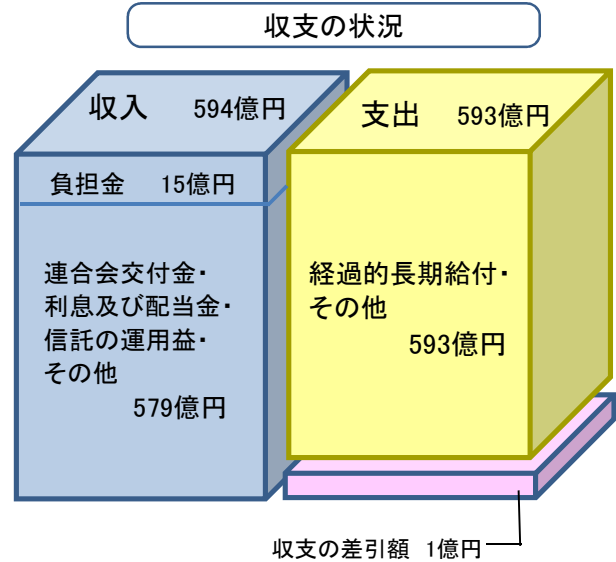 収支の状況
収入 594億円
支出 593億円
負担金 15億円
連合会交付金・
利息及び配当金・
信託の運用益・
その他
579億円
経過的長期給付・
その他
593億円
収支の差引額 1億円